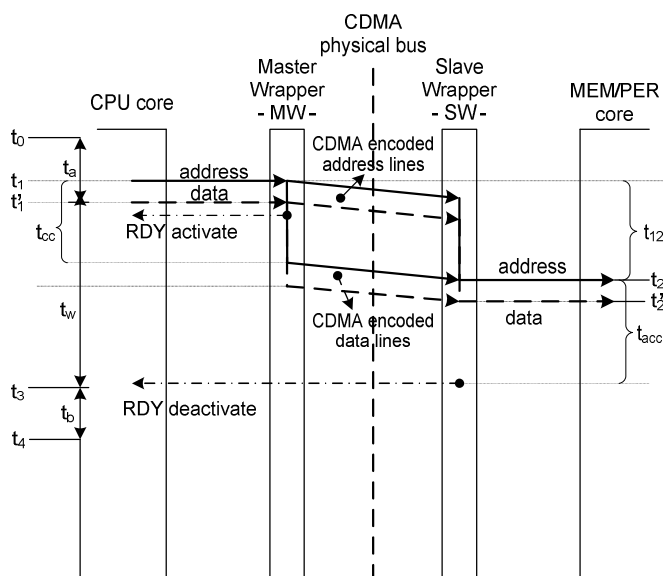 CDMA
physical bus
Master
Wrapper
- MW -
Slave
Wrapper
- SW -
CPU core
MEM/PER
core
t0
ta
t1
t'1
tcc
tw
t3
tb
t4
address
data
RDY activate
CDMA encoded
address lines
CDMA encoded
data lines
address
data
RDY deactivate
t12
t2
t2'
tacc